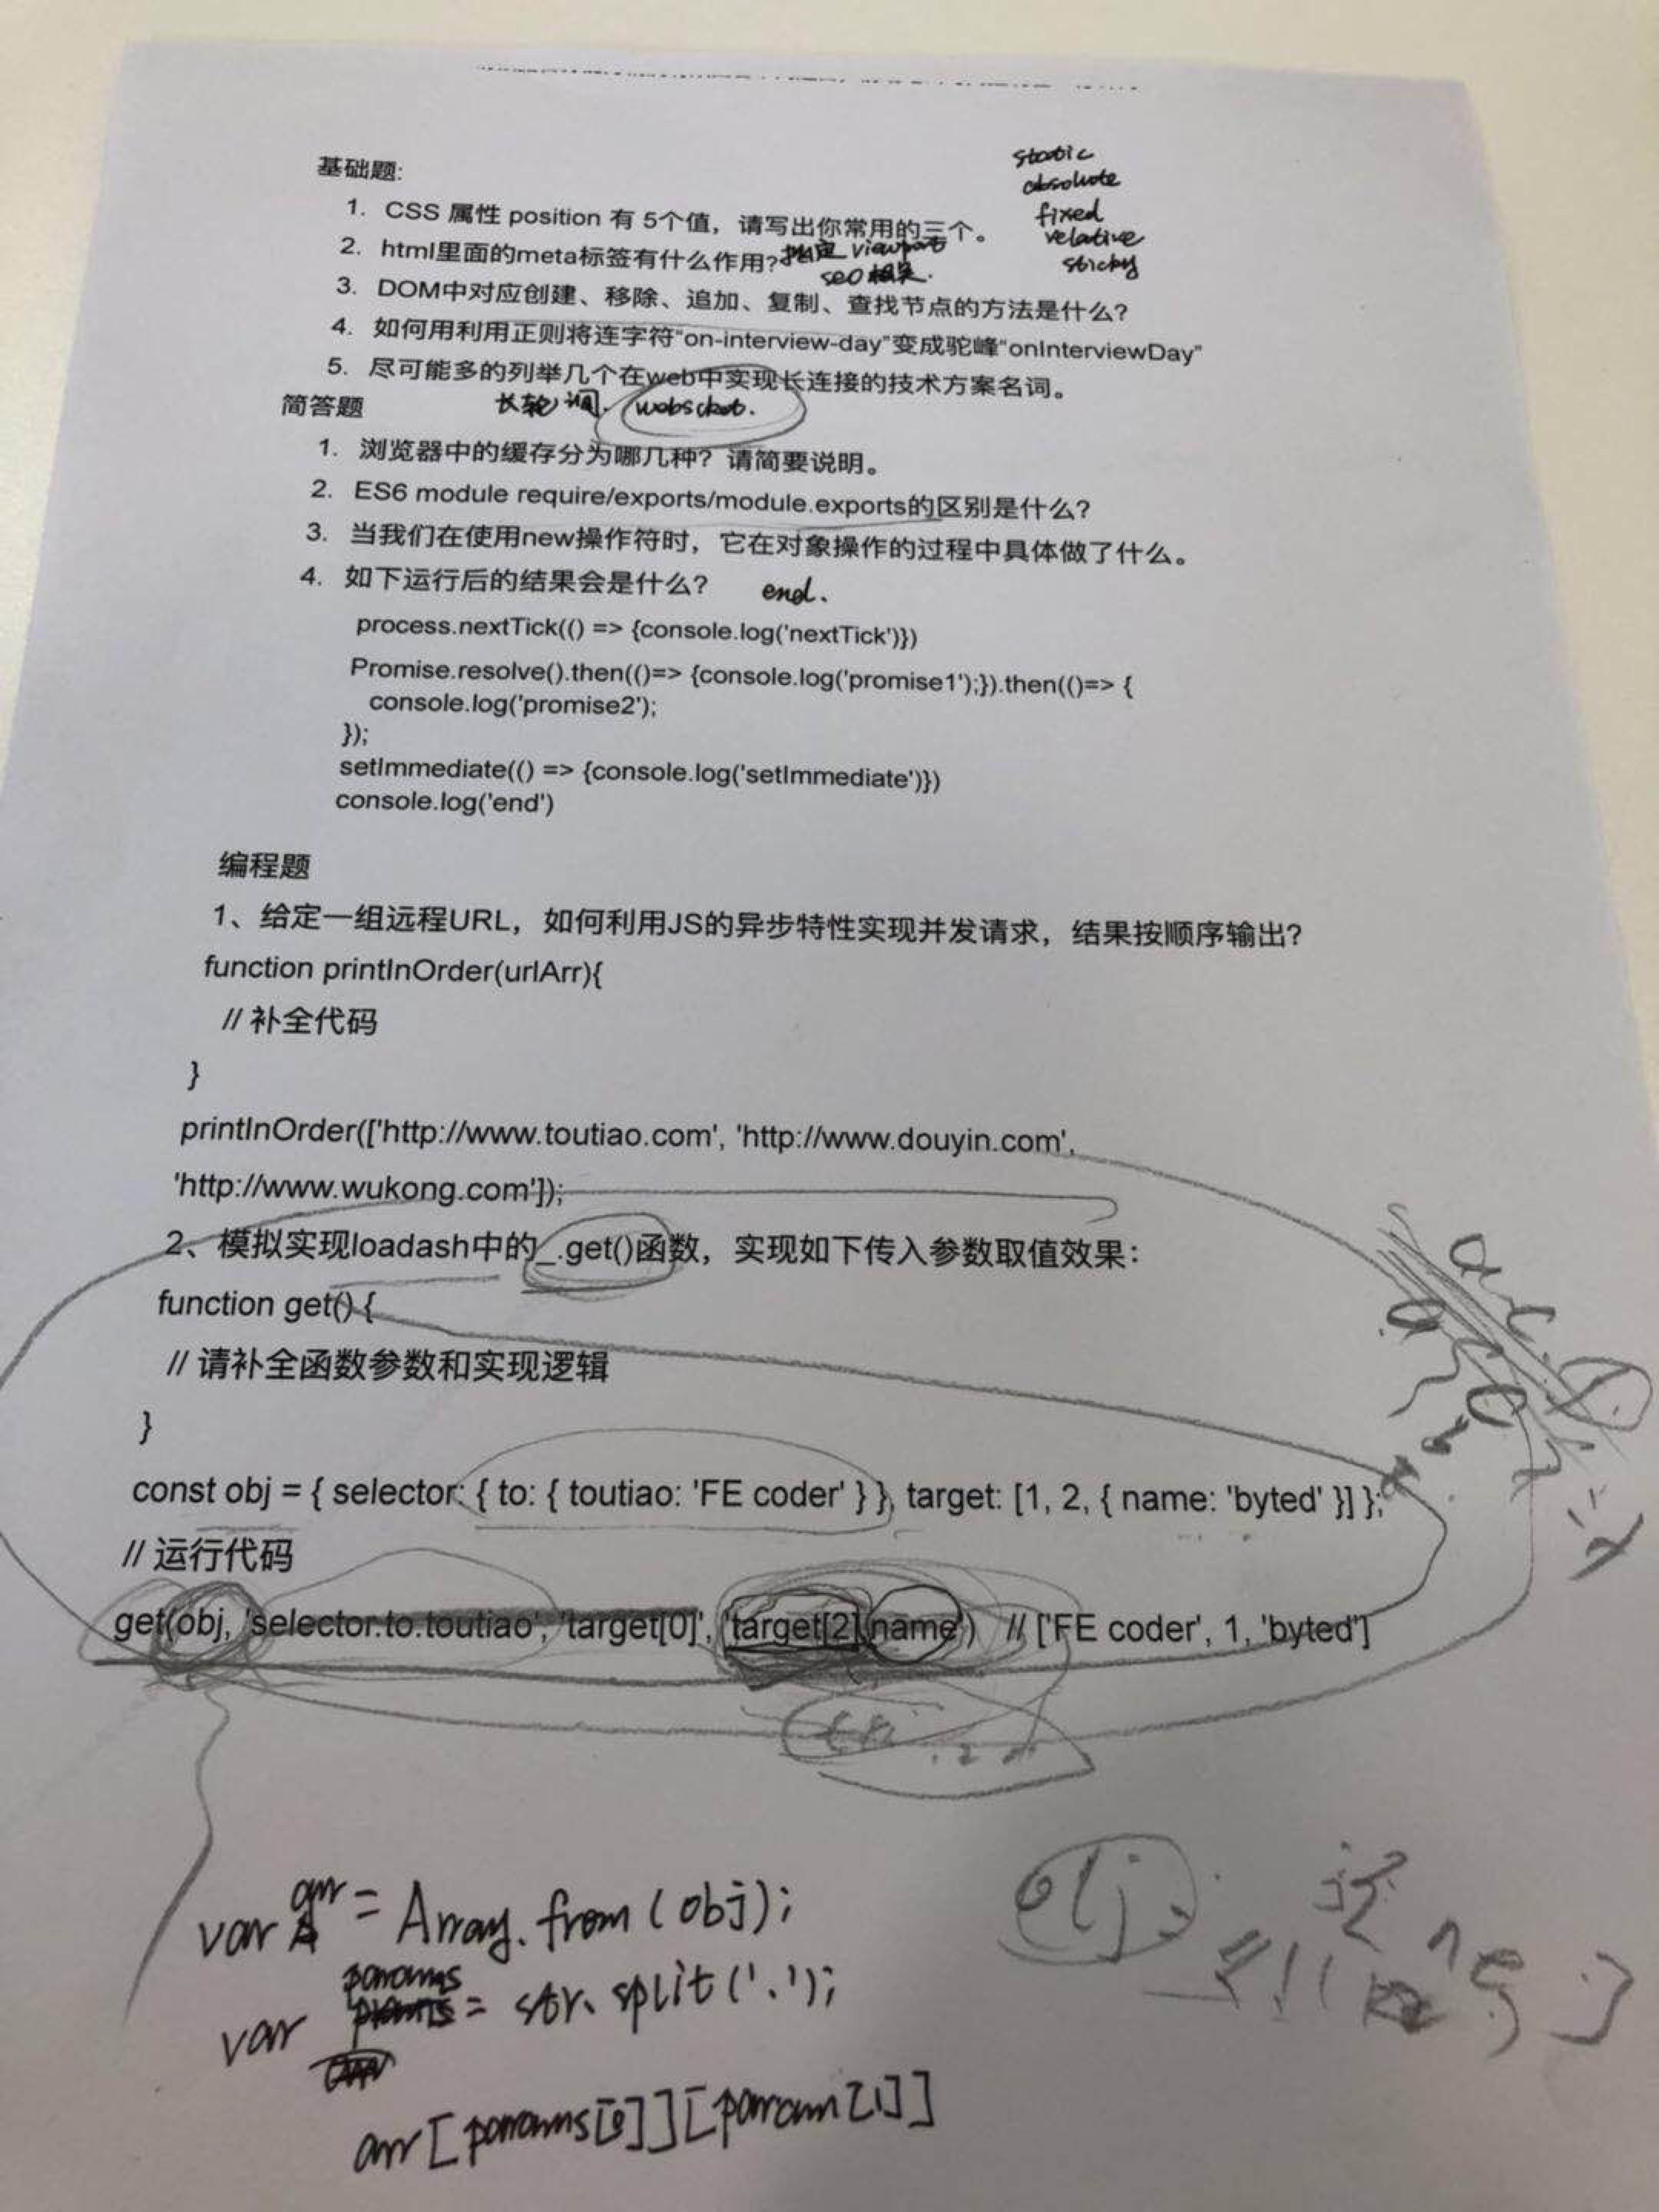 基础题:
static
absolute
fixed
relative
sticky
1. CSS 属性 position 有 5个值，请写出你常用的三个。
2. html里面的meta标签有什么作用? 指定 viewport
seo 相关.
3. DOM中对应创建、移除、追加、复制、查找节点的方法是什么?
4. 如何用利用正则将连字符“on-interview-day”变成驼峰“onInterviewDay”
5. 尽可能多的列举几个在web中实现长连接的技术方案名词。
长轮询. websckot.
简答题
1. 浏览器中的缓存分为哪几种? 请简要说明。
2. ES6 module require/exports/module.exports的区别是什么?
3. 当我们在使用new操作符时，它在对象操作的过程中具体做了什么。
4. 如下运行后的结果会是什么? end.
process.nextTick(() => {console.log('nextTick')})
Promise.resolve().then(()=> {console.log('promise1');}).then(()=> {
console.log('promise2');
});
setImmediate(() => {console.log('setImmediate')})
console.log('end')
编程题
1、给定一组远程URL，如何利用JS的异步特性实现并发请求，结果按顺序输出?
function printInOrder(urlArr){
// 补全代码
}
printInOrder(['http://www.toutiao.com', 'http://www.douyin.com',
'http://www.wukong.com']);
2、模拟实现loadash中的_.get()函数，实现如下传入参数取值效果：
function get() {
// 请补全函数参数和实现逻辑
}
const obj = { selector: { to: { toutiao: 'FE coder' } }, target: [1, 2, { name: 'byted' }] };
// 运行代码
get(obj, 'selector.to.toutiao', 'target[0]', 'target[2].name') // ['FE coder', 1, 'byted']
var arr = Array.from(obj);
var params = str.split('.');
arr[params[0]][param[1]]
obj